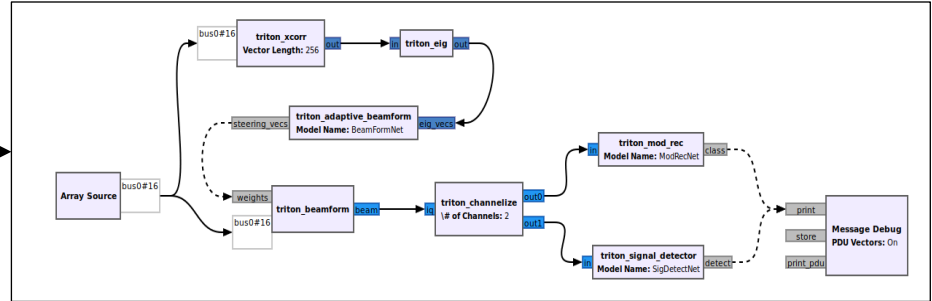 bus0#16
triton_xcorr
Vector Length: 256
out
in
triton_eig
out
steering_vecs
triton_adaptive_beamform
Model Name: BeamFormNet
eig_vecs
Array Source
bus0#16
weights
bus0#16
triton_beamform
beam
iq
triton_channelize
\# of Channels: 2
out0
out1
in
triton_mod_rec
Model Name: ModRecNet
class
in
triton_signal_detector
Model Name: SigDetectNet
detect
print
store
print_pdu
Message Debug
PDU Vectors: On